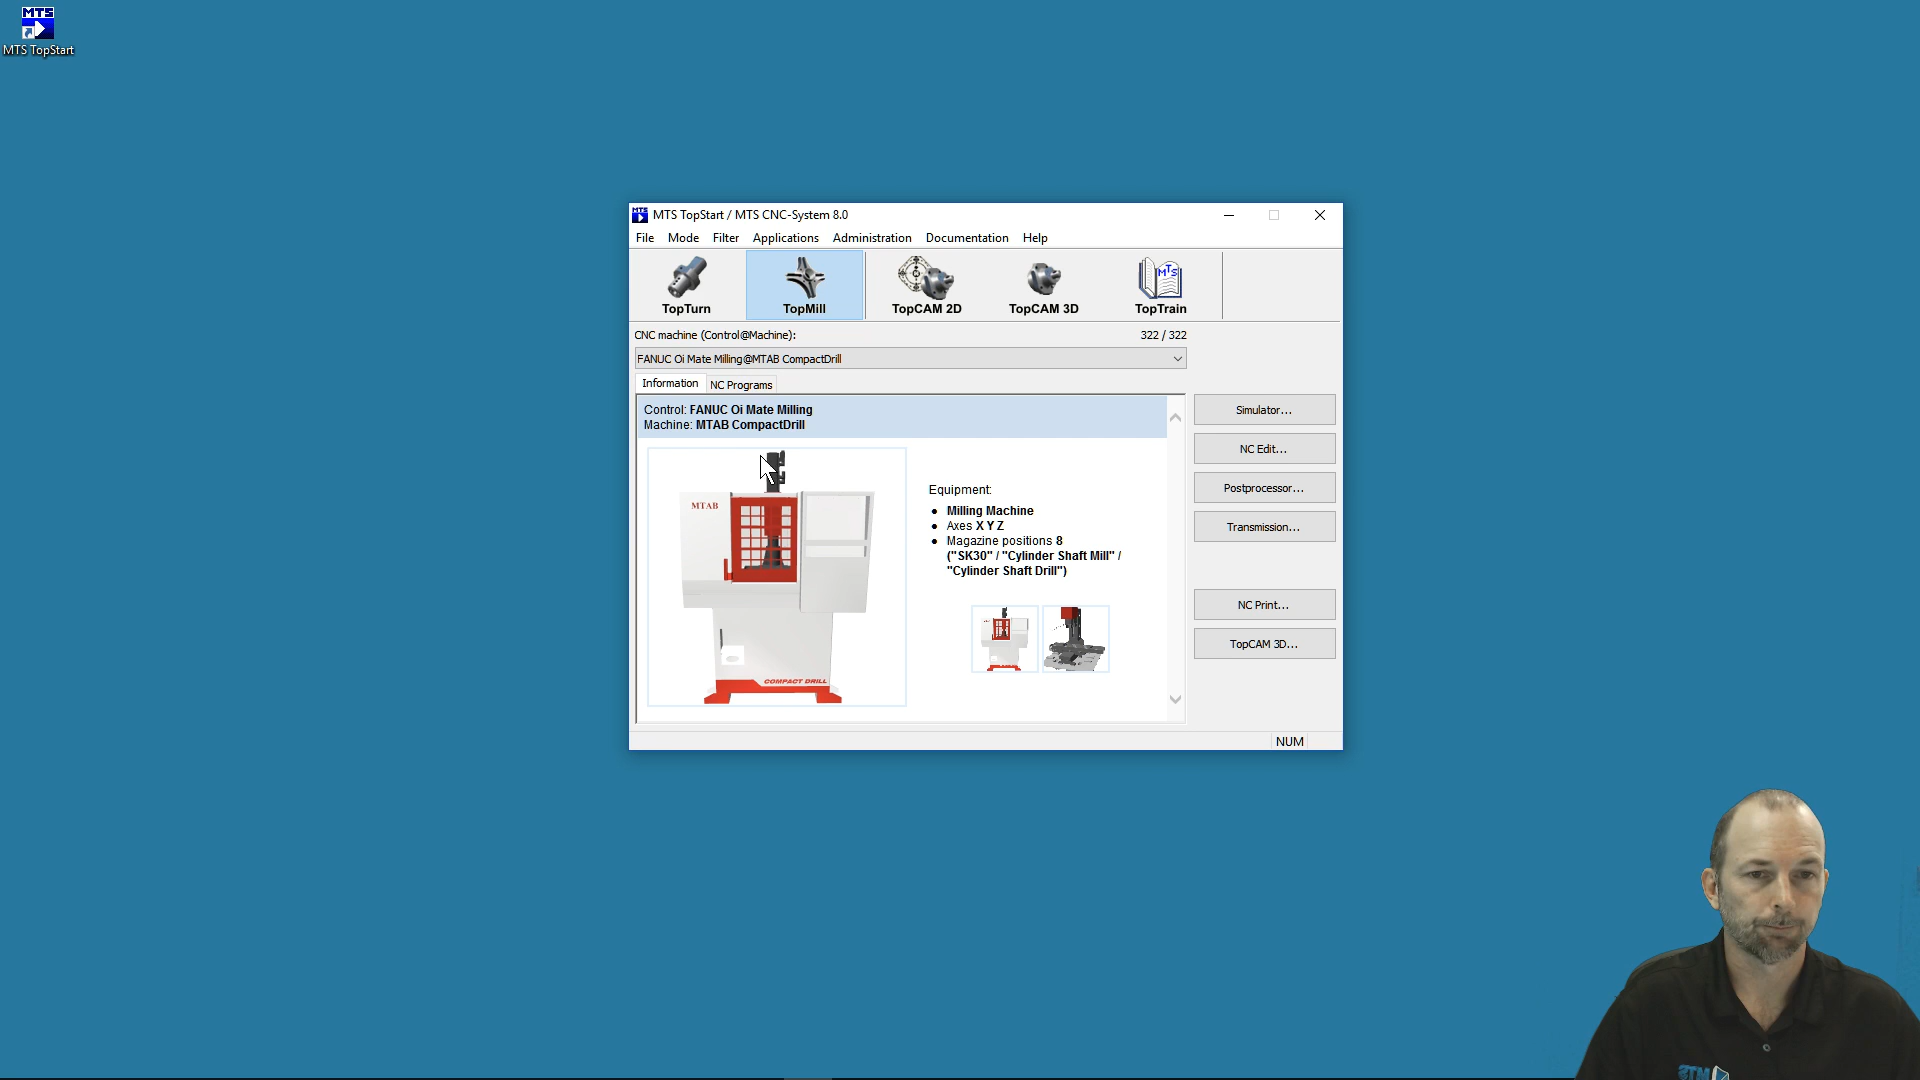 MTS
MTS TopStart
MTS TopStart / MTS CNC-System 8.0
File Mode Filter Applications Administration Documentation Help
TopTurn TopMill TopCAM 2D TopCAM 3D MTS TopTrain
CNC machine (Control@Machine): 322 / 322
FANUC Oi Mate Milling@MTAB CompactDrill
Information NC Programs
Control: FANUC Oi Mate Milling
Machine: MTAB CompactDrill
MTAB
COMPACT DRILL
Equipment:
Milling Machine
Axes X Y Z
Magazine positions 8
("SK30" / "Cylinder Shaft Mill" /
"Cylinder Shaft Drill")
Simulator...
NC Edit...
Postprocessor...
Transmission...
NC Print...
TopCAM 3D...
NUM
MTS